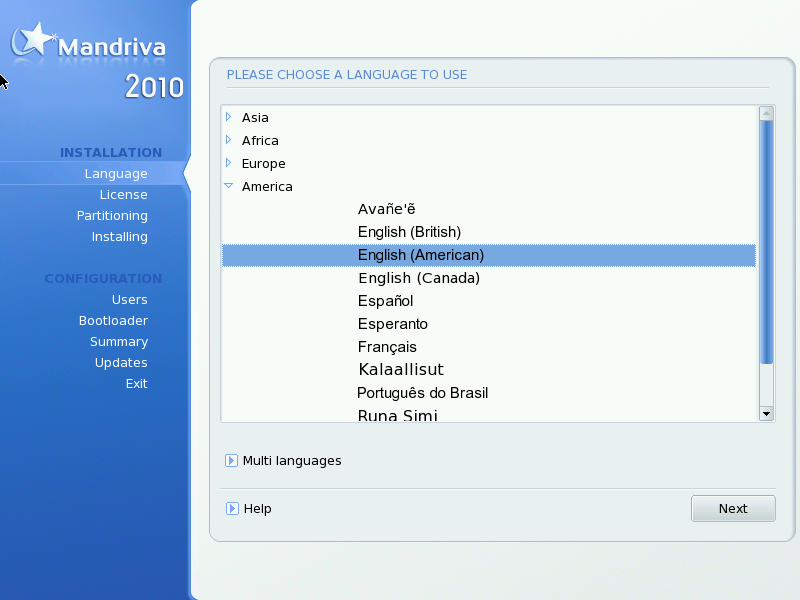 Mandriva
2010
INSTALLATION
Language
License
Partitioning
Installing
CONFIGURATION
Users
Bootloader
Summary
Updates
Exit
PLEASE CHOOSE A LANGUAGE TO USE
Asia
Africa
Europe
America
Avañe'ẽ
English (British)
English (American)
English (Canada)
Español
Esperanto
Français
Kalaallisut
Português do Brasil
Runa Simi
Multi languages
Help
Next